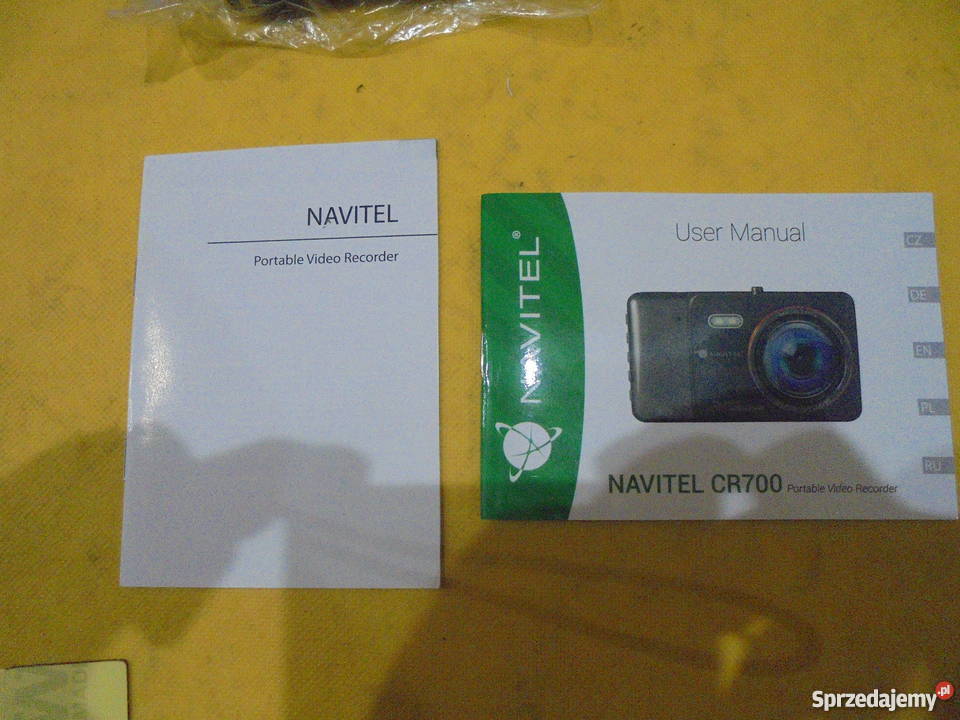 NAVITEL
Portable Video Recorder
User Manual
NAVITEL®
CZ
DE
EN
PL
RU
NAVITEL
NAVITEL CR700 Portable Video Recorder
Sprzedajemy.pl